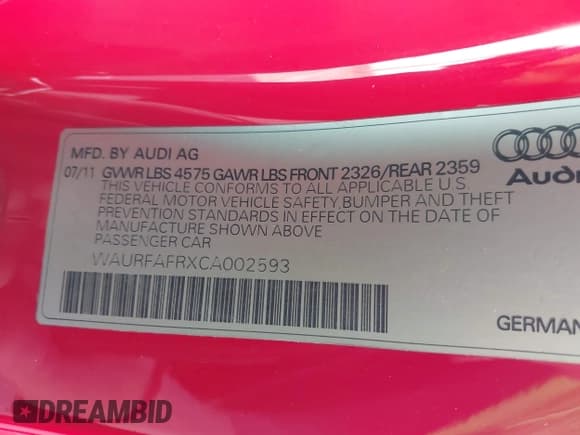 MFD. BY AUDI AG
07/11 GVWR LBS 4575 GAWR LBS FRONT 2326/REAR 2359
THIS VEHICLE CONFORMS TO ALL APPLICABLE U.S.
FEDERAL MOTOR VEHICLE SAFETY, BUMPER AND THEFT
PREVENTION STANDARDS IN EFFECT ON THE DATE OF
MANUFACTURE SHOWN ABOVE
PASSENGER CAR
WAURFAFRXCA002593
Aud
GERMAN
DREAMBID